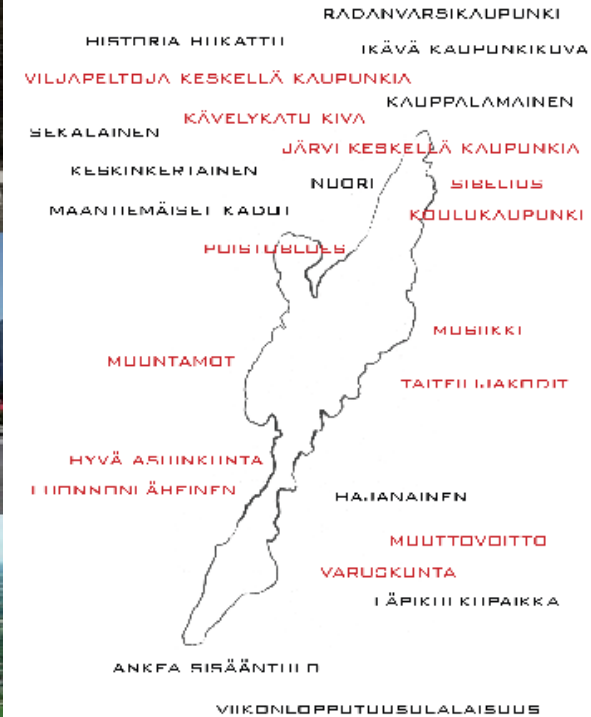 RADANVARSIKAUPUNKI
HISTORIA HUKATTU
IKÄVÄ KAUPUNKIKUVA
VILJAPELTOJA KESKELLÄ KAUPUNKIA
KAUPPALAMAINEN
KÄVELYKATU KIVA
SEKALAINEN
JÄRVI KESKELLÄ KAUPUNKIA
KESKINKERTAINEN
NUORI
SIBELIUS
MAANTIEMÄISET KADUT
KOULUKAUPUNKI
PUISTOBLUES
MUSIIKKI
MUUNTAMOT
TAITEILIJAKODIT
HYVÄ ASUINKUNTA
LUONNONLÄHEINEN
HAJANAINEN
MUUTTOVOITTO
VARUSKUNTA
LÄPIKULKUPAIKKA
ANKEA SISÄÄNTULO
VIIKONLOPPUTUUSULALAISUUS